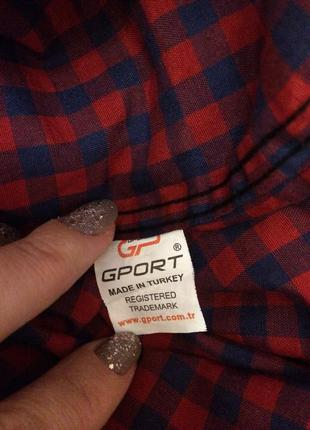 GP
GPORT ®
MADE IN TURKEY
REGISTERED
TRADEMARK
www.gport.com.tr